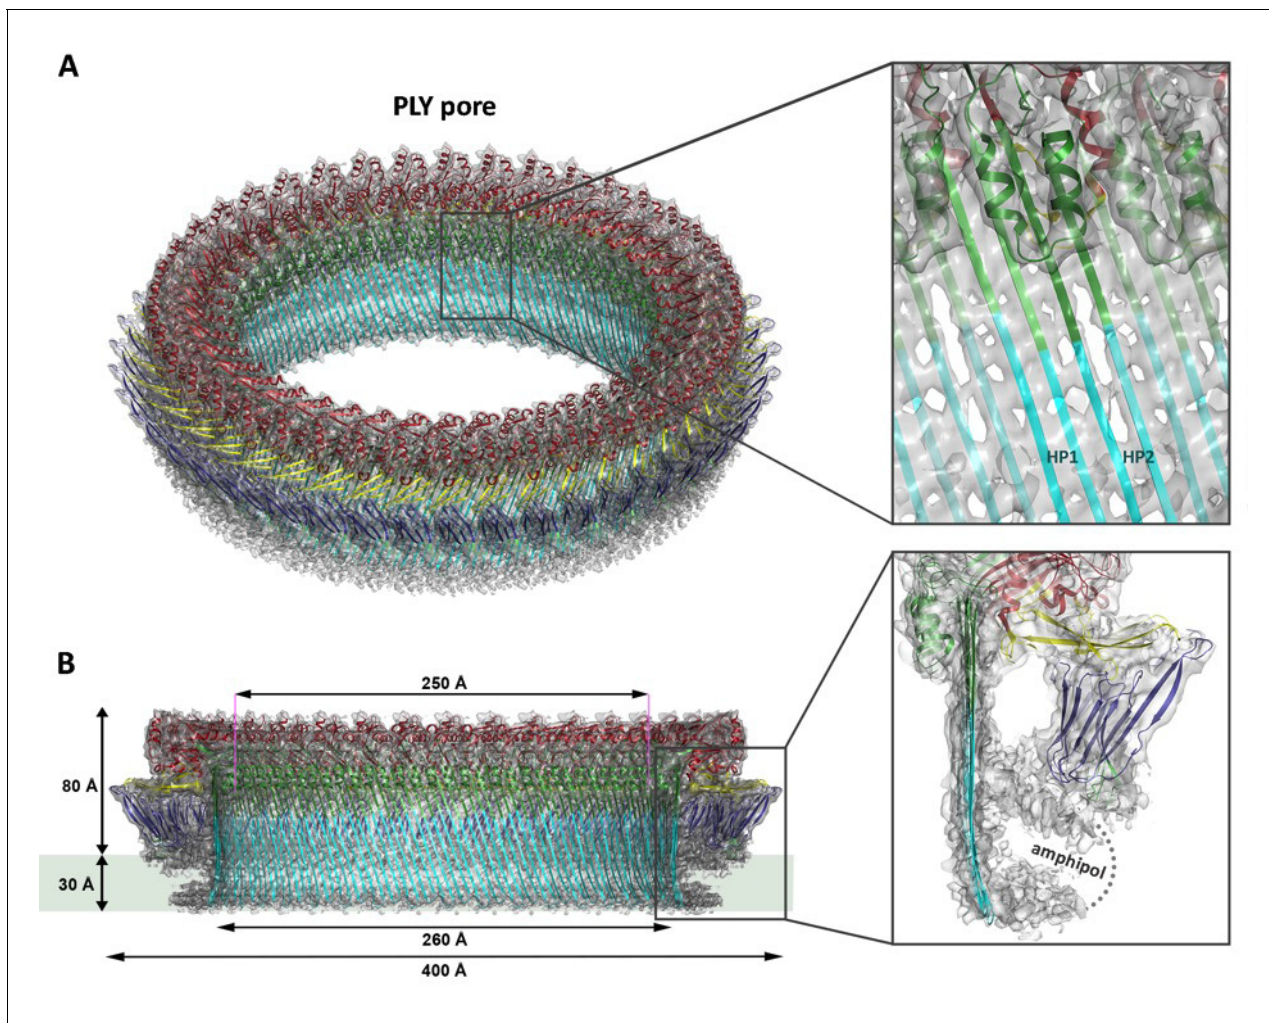 A
PLY pore
HP1
HP2
B
250 Å
80 Å
30 Å
260 Å
400 Å
amphipol